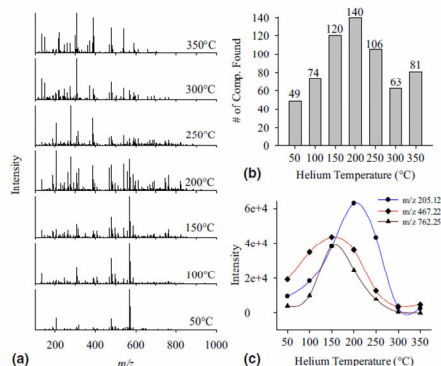 350°C
300°C
250°C
200°C
150°C
100°C
50°C
Intensity
200 400 600 800 1000
m/z
(a)
140
120
100
80
60
40
20
0
# of Comp. Found
49 74 120 140 106 63 81
50 100 150 200 250 300 350
Helium Temperature (°C)
(b)
m/z 205.12
m/z 467.22
m/z 762.25
6e+4
4e+4
2e+4
0
Intensity
50 100 150 200 250 300 350
Helium Temperature (°C)
(c)